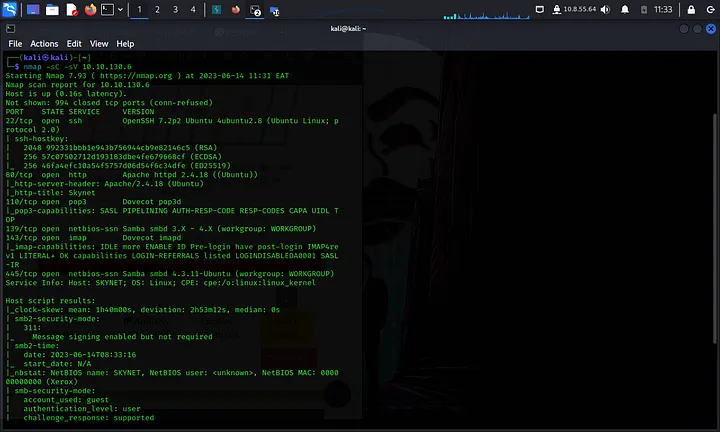 1 2 3 4 10.8.55.64 11:33
kali@kali: ~
File Actions Edit View Help
┌──(kali㉿kali)-[~]
└─$ nmap -sC -sV 10.10.130.6
Starting Nmap 7.93 ( https://nmap.org ) at 2023-06-14 11:31 EAT
Nmap scan report for 10.10.130.6
Host is up (0.16s latency).
Not shown: 994 closed tcp ports (conn-refused)
PORT STATE SERVICE VERSION
22/tcp open ssh OpenSSH 7.2p2 Ubuntu 4ubuntu2.8 (Ubuntu Linux; p
rotocol 2.0)
| ssh-hostkey:
| 2048 992331bbb1e943b756944cb9e82146c5 (RSA)
| 256 57c07502712d193183dbe4fe679668cf (ECDSA)
|_ 256 46fa4efc10a54f5757d06d54f6c34dfe (ED25519)
80/tcp open http Apache httpd 2.4.18 ((Ubuntu))
|_http-server-header: Apache/2.4.18 (Ubuntu)
|_http-title: Skynet
110/tcp open pop3 Dovecot pop3d
|_pop3-capabilities: SASL PIPELINING AUTH-RESP-CODE RESP-CODES CAPA UIDL T
OP
139/tcp open netbios-ssn Samba smbd 3.X - 4.X (workgroup: WORKGROUP)
143/tcp open imap Dovecot imapd
|_imap-capabilities: IDLE more ENABLE ID Pre-login have post-login IMAP4re
v1 LITERAL+ OK capabilities LOGIN-REFERRALS listed LOGINDISABLEDA0001 SASL
-IR
445/tcp open netbios-ssn Samba smbd 4.3.11-Ubuntu (workgroup: WORKGROUP)
Service Info: Host: SKYNET; OS: Linux; CPE: cpe:/o:linux:linux_kernel
Host script results:
|_clock-skew: mean: 1h40m00s, deviation: 2h53m12s, median: 0s
| smb2-security-mode:
| 311:
|_ Message signing enabled but not required
| smb2-time:
| date: 2023-06-14T08:33:16
|_ start_date: N/A
|_nbstat: NetBIOS name: SKYNET, NetBIOS user: <unknown>, NetBIOS MAC: 0000
00000000 (Xerox)
| smb-security-mode:
| account_used: guest
| authentication_level: user
| challenge_response: supported